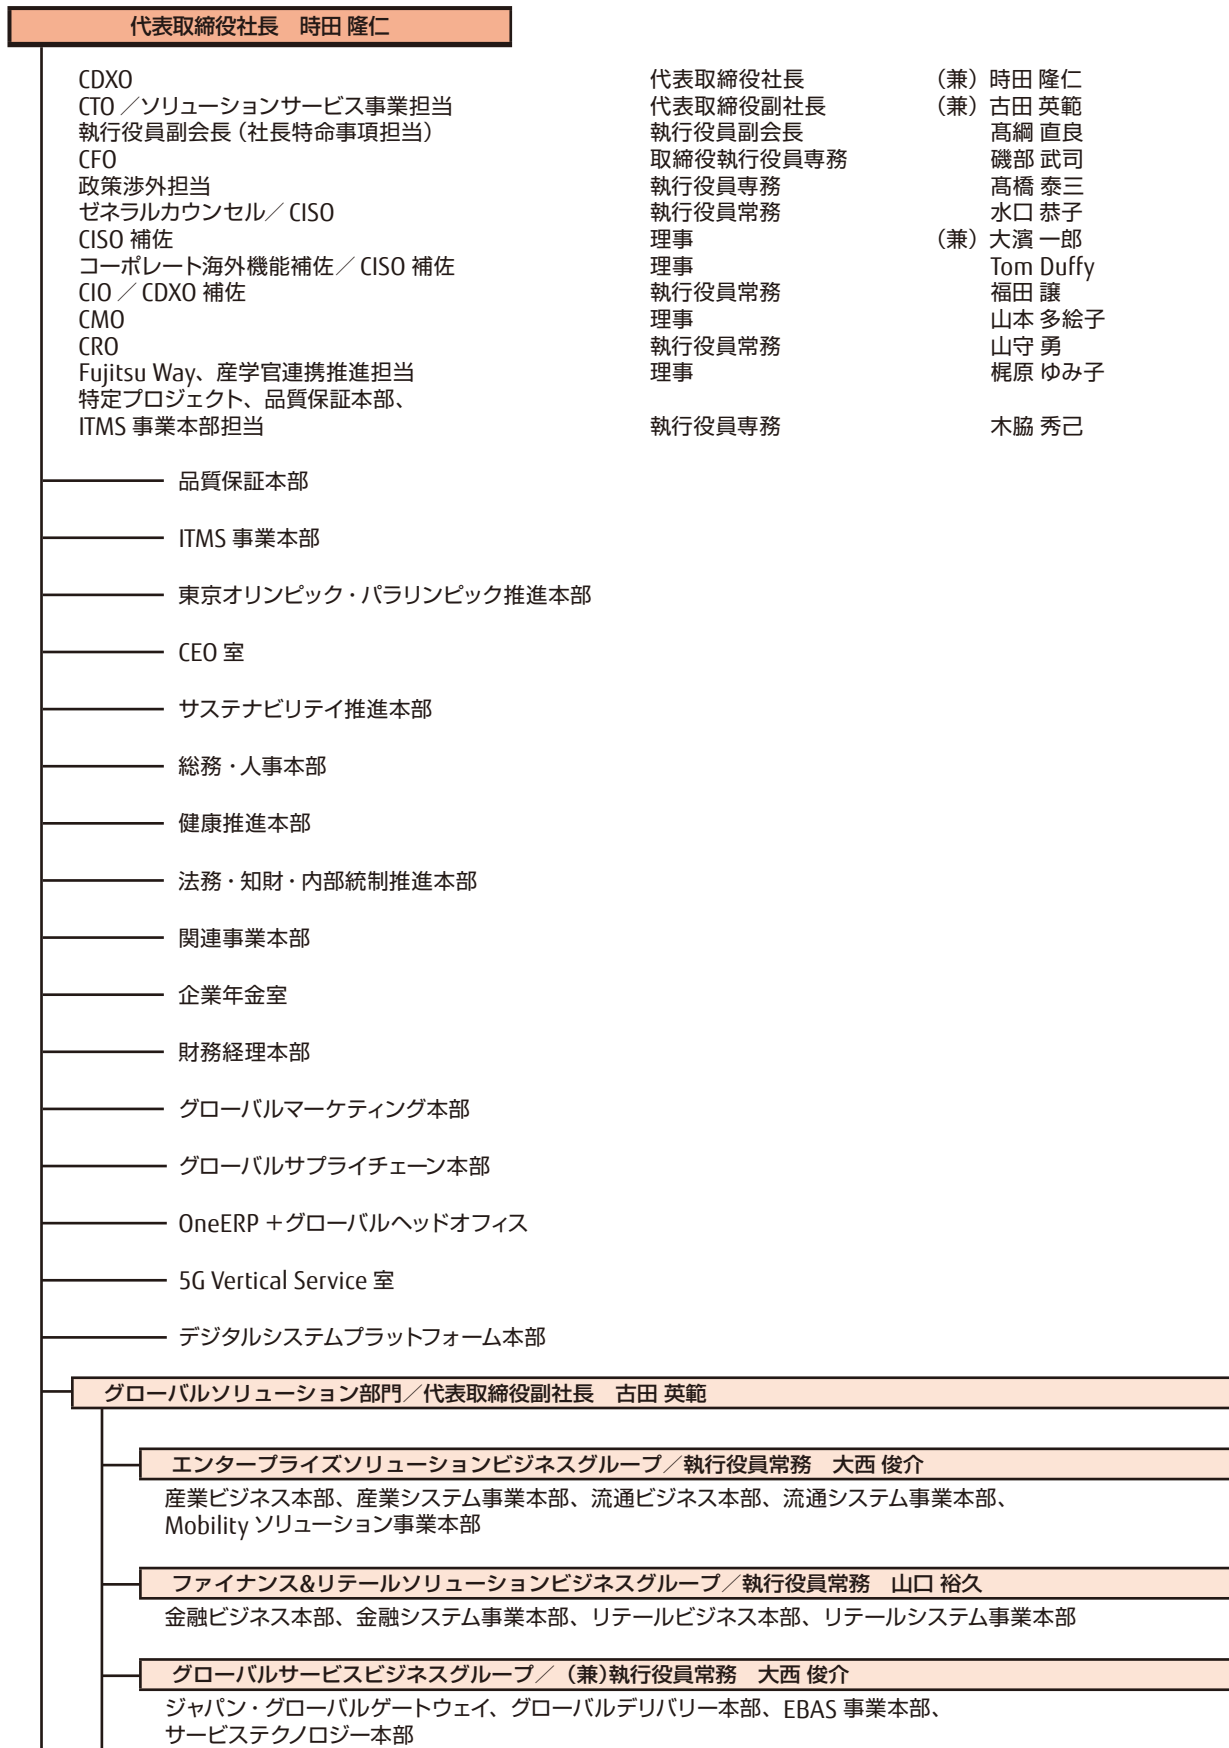 代表取締役社長　時田 隆仁
CDXO 代表取締役社長 （兼）時田 隆仁
CTO ／ソリューションサービス事業担当 代表取締役副社長 （兼）古田 英範
執行役員副会長（社長特命事項担当） 執行役員副会長 髙綱 直良
CFO 取締役執行役員専務 磯部 武司
政策渉外担当 執行役員専務 髙橋 泰三
ゼネラルカウンセル／ CISO 執行役員常務 水口 恭子
CISO 補佐 理事 （兼）大濱 一郎
コーポレート海外機能補佐／ CISO 補佐 理事 Tom Duffy
CIO ／ CDXO 補佐 執行役員常務 福田 譲
CMO 理事 山本 多絵子
CRO 執行役員常務 山守 勇
Fujitsu Way、産学官連携推進担当 理事 梶原 ゆみ子
特定プロジェクト、品質保証本部、
ITMS 事業本部担当 執行役員専務 木脇 秀己
品質保証本部
ITMS 事業本部
東京オリンピック・パラリンピック推進本部
CEO 室
サステナビリテイ推進本部
総務・人事本部
健康推進本部
法務・知財・内部統制推進本部
関連事業本部
企業年金室
財務経理本部
グローバルマーケティング本部
グローバルサプライチェーン本部
OneERP ＋グローバルヘッドオフィス
5G Vertical Service 室
デジタルシステムプラットフォーム本部
グローバルソリューション部門／代表取締役副社長　古田 英範
エンタープライズソリューションビジネスグループ／執行役員常務　大西 俊介
産業ビジネス本部、産業システム事業本部、流通ビジネス本部、流通システム事業本部、
Mobility ソリューション事業本部
ファイナンス&リテールソリューションビジネスグループ／執行役員常務　山口 裕久
金融ビジネス本部、金融システム事業本部、リテールビジネス本部、リテールシステム事業本部
グローバルサービスビジネスグループ／（兼）執行役員常務　大西 俊介
ジャパン・グローバルゲートウェイ、グローバルデリバリー本部、EBAS 事業本部、
サービステクノロジー本部